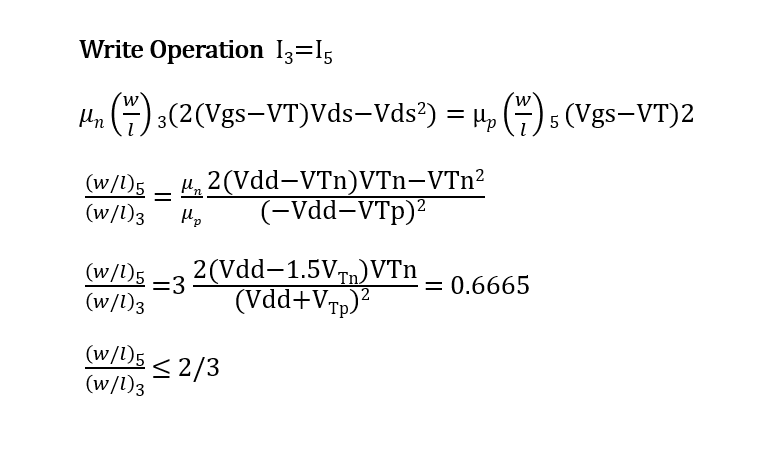 Write Operation I₃=I₅
μₙ (w/l) ₃(2(Vgs−VT)Vds−Vds²) = μₚ (w/l) ₅ (Vgs−VT)2
(w/l)₅/(w/l)₃ = μₙ/μₚ 2(Vdd−VTn)VTn−VTn²/(−Vdd−VTp)²
(w/l)₅/(w/l)₃ =3 2(Vdd−1.5V_Tn)VTn/(Vdd+V_Tp)² = 0.6665
(w/l)₅/(w/l)₃ ≤ 2/3